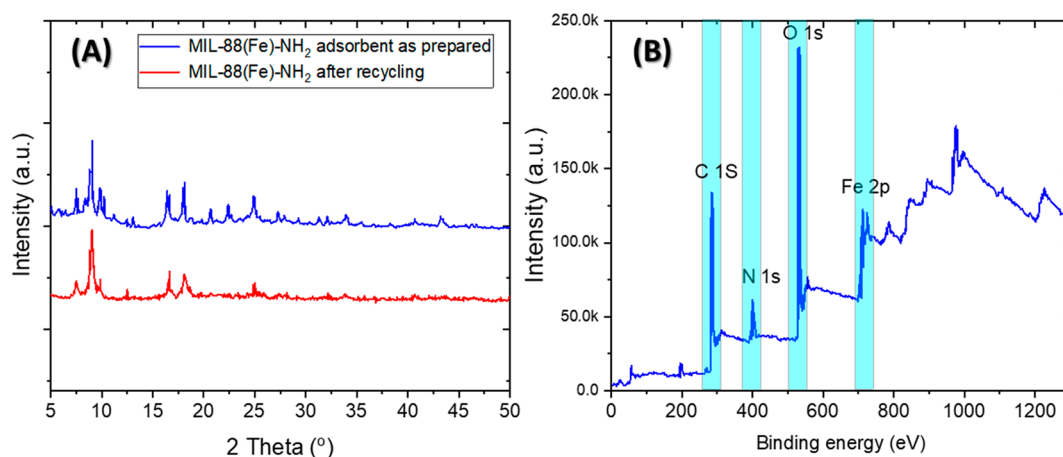 (A)
MIL-88(Fe)-NH2 adsorbent as prepared
MIL-88(Fe)-NH2 after recycling
Intensity (a.u.)
5 10 15 20 25 30 35 40 45 50
2 Theta (°)
(B)
250.0k
200.0k
150.0k
100.0k
50.0k
0.0
Intensity (a.u.)
O 1s
C 1S
Fe 2p
N 1s
0 200 400 600 800 1000 1200
Binding energy (eV)